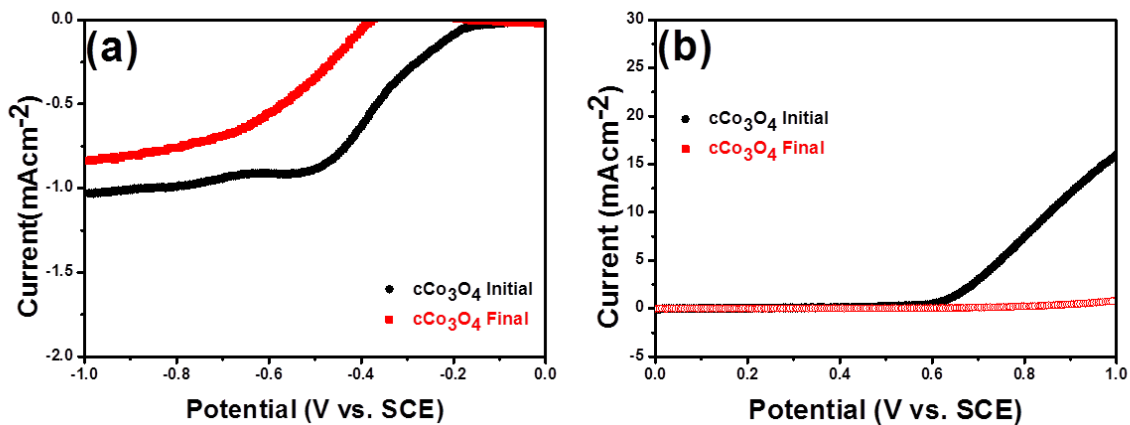 (a)
0.0
-0.5
-1.0
-1.5
-2.0
Current(mAcm-2)
cCo3O4 Initial
cCo3O4 Final
-1.0 -0.8 -0.6 -0.4 -0.2 0.0
Potential (V vs. SCE)
(b)
30
25
20
15
10
5
0
-5
Current (mAcm-2)
cCo3O4 Initial
cCo3O4 Final
0.0 0.2 0.4 0.6 0.8 1.0
Potential (V vs. SCE)